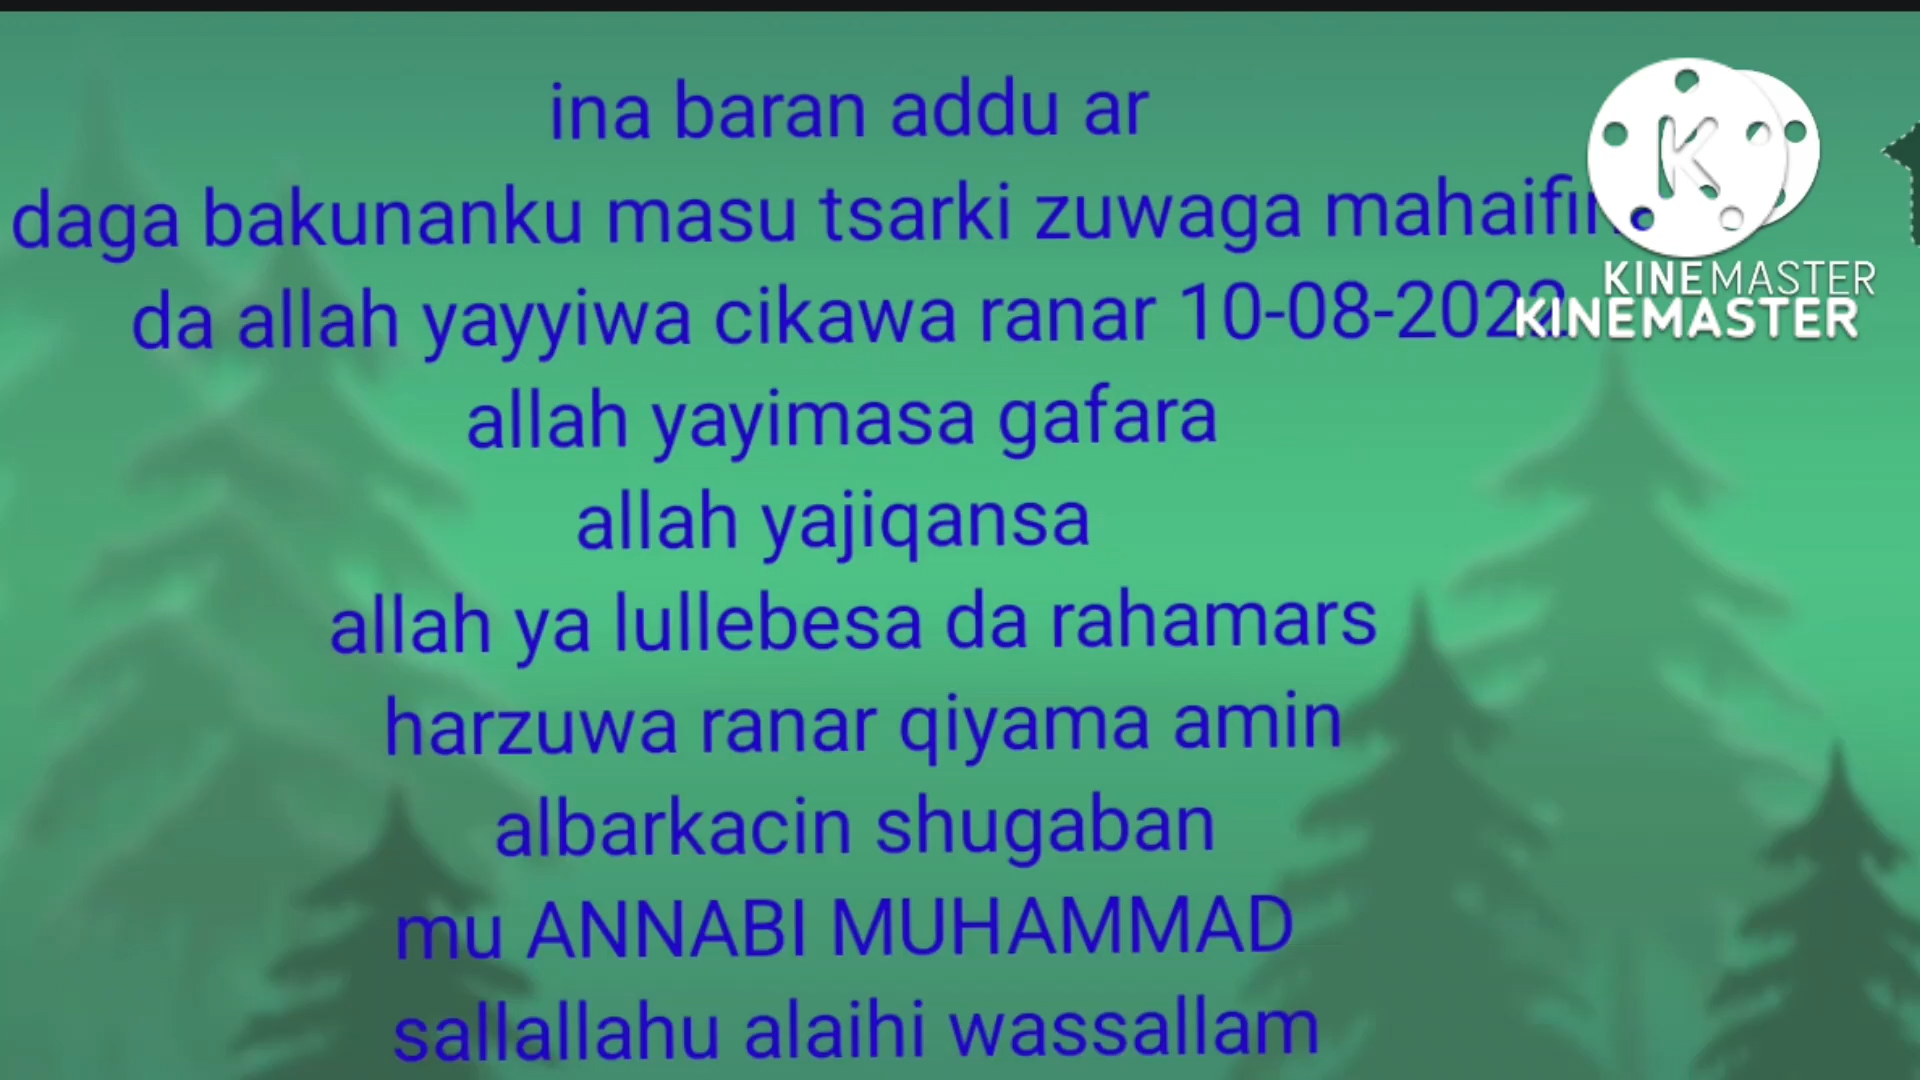 ina baran addu ar
daga bakunanku masu tsarki zuwaga
da allah yayyiwa cikawa ranar 10-08-2022
allah yayimasa gafara
allah yajiqansa
allah ya lullebesa da rahamars
harzuwa ranar qiyama amin
albarkacin shugaban
mu ANNABI MUHAMMAD
sallallahu alaihi wassallam
KINEMASTER
KINEMASTER